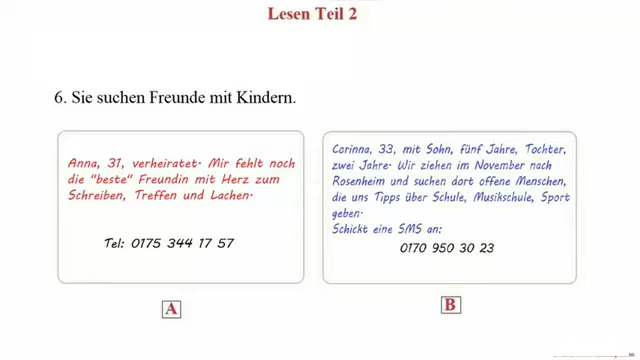 Lesen Teil 2
6. Sie suchen Freunde mit Kindern.
Anna, 31, verheiratet. Mir fehlt noch
die "beste" Freundin mit Herz zum
Schreiben, Treffen und Lachen.
Tel: 0175 344 17 57
A
Corinna, 33, mit Sohn, fünf Jahre, Tochter,
zwei Jahre. Wir ziehen im November nach
Rosenheim und suchen dort offene Menschen,
die uns Tipps über Schule, Musikschule, Sport
geben.
Schickt eine SMS an:
0170 950 30 23
B